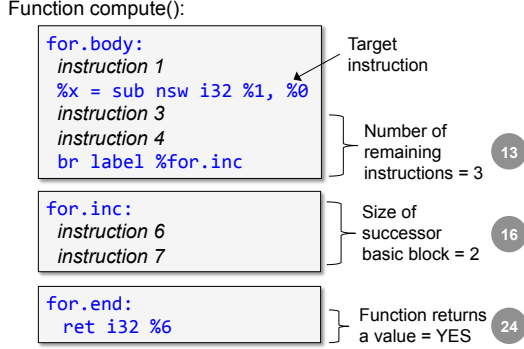 Function compute():
for.body:
instruction 1
%x = sub nsw i32 %1, %0
instruction 3
instruction 4
br label %for.inc
Target
instruction
Number of
remaining
instructions = 3
13
for.inc:
instruction 6
instruction 7
Size of
successor
basic block = 2
16
for.end:
ret i32 %6
Function returns
a value = YES
24